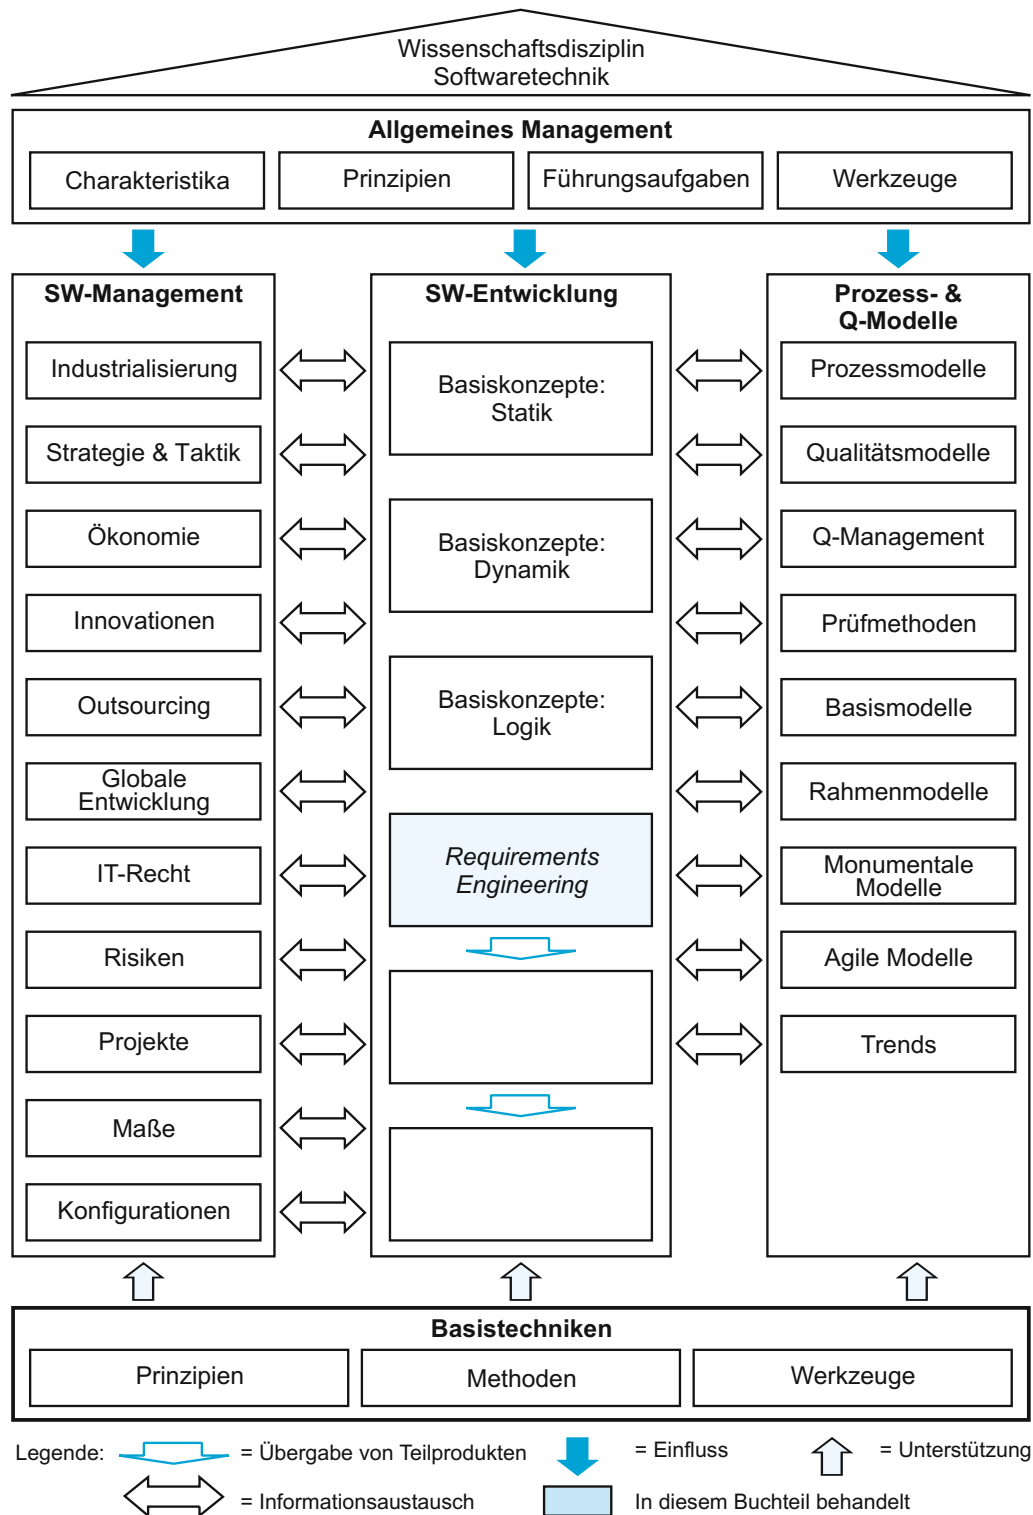 Wissenschaftsdisziplin
Softwaretechnik
Allgemeines Management
Charakteristika
Prinzipien
Führungsaufgaben
Werkzeuge
SW-Management
Industrialisierung
Strategie & Taktik
Ökonomie
Innovationen
Outsourcing
Globale
Entwicklung
IT-Recht
Risiken
Projekte
Maße
Konfigurationen
SW-Entwicklung
Basiskonzepte:
Statik
Basiskonzepte:
Dynamik
Basiskonzepte:
Logik
Requirements
Engineering
Prozess- &
Q-Modelle
Prozessmodelle
Qualitätsmodelle
Q-Management
Prüfmethoden
Basismodelle
Rahmenmodelle
Monumentale
Modelle
Agile Modelle
Trends
Basistechniken
Prinzipien
Methoden
Werkzeuge
Legende:
= Übergabe von Teilprodukten
= Einfluss
= Unterstützung
= Informationsaustausch
In diesem Buchteil behandelt